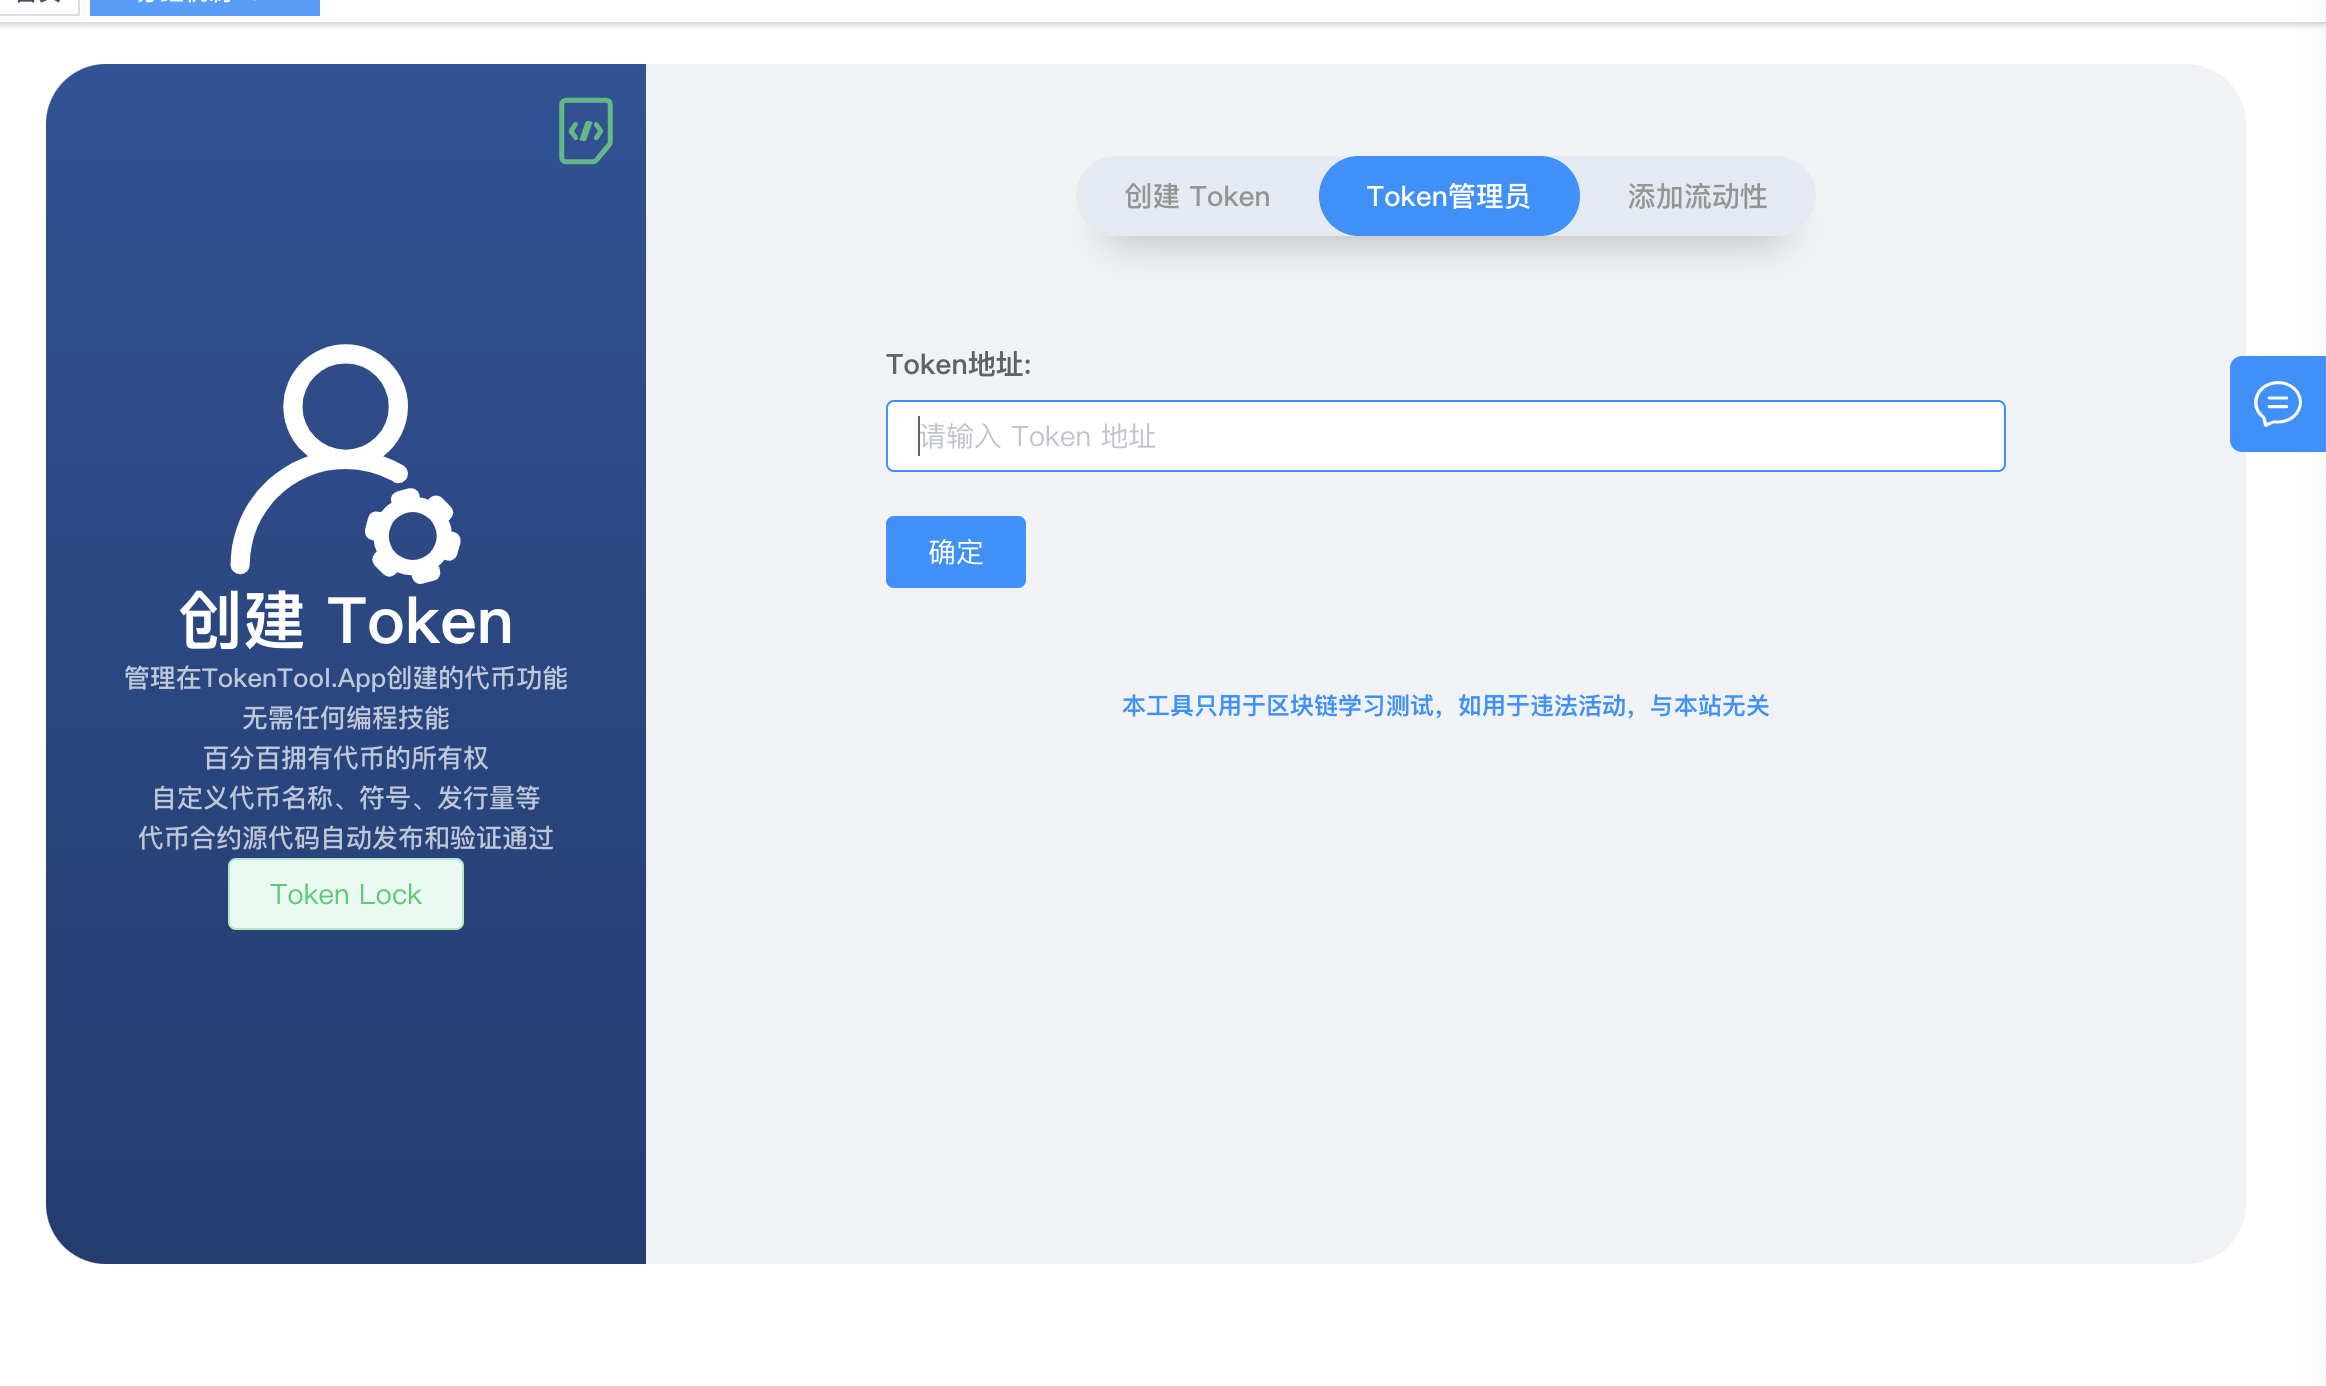 创建 Token
Token管理员
添加流动性
Token地址:
请输入 Token 地址
确定
本工具只用于区块链学习测试，如用于违法活动，与本站无关
创建 Token
管理在TokenTool.App创建的代币功能
无需任何编程技能
百分百拥有代币的所有权
自定义代币名称、符号、发行量等
代币合约源代码自动发布和验证通过
Token Lock